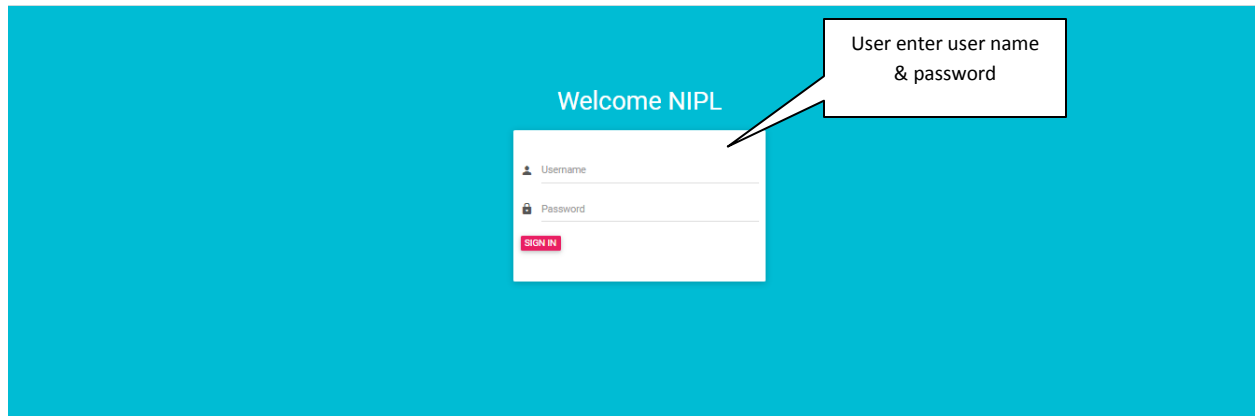 User enter user name
& password
Welcome NIPL
Username
Password
SIGN IN